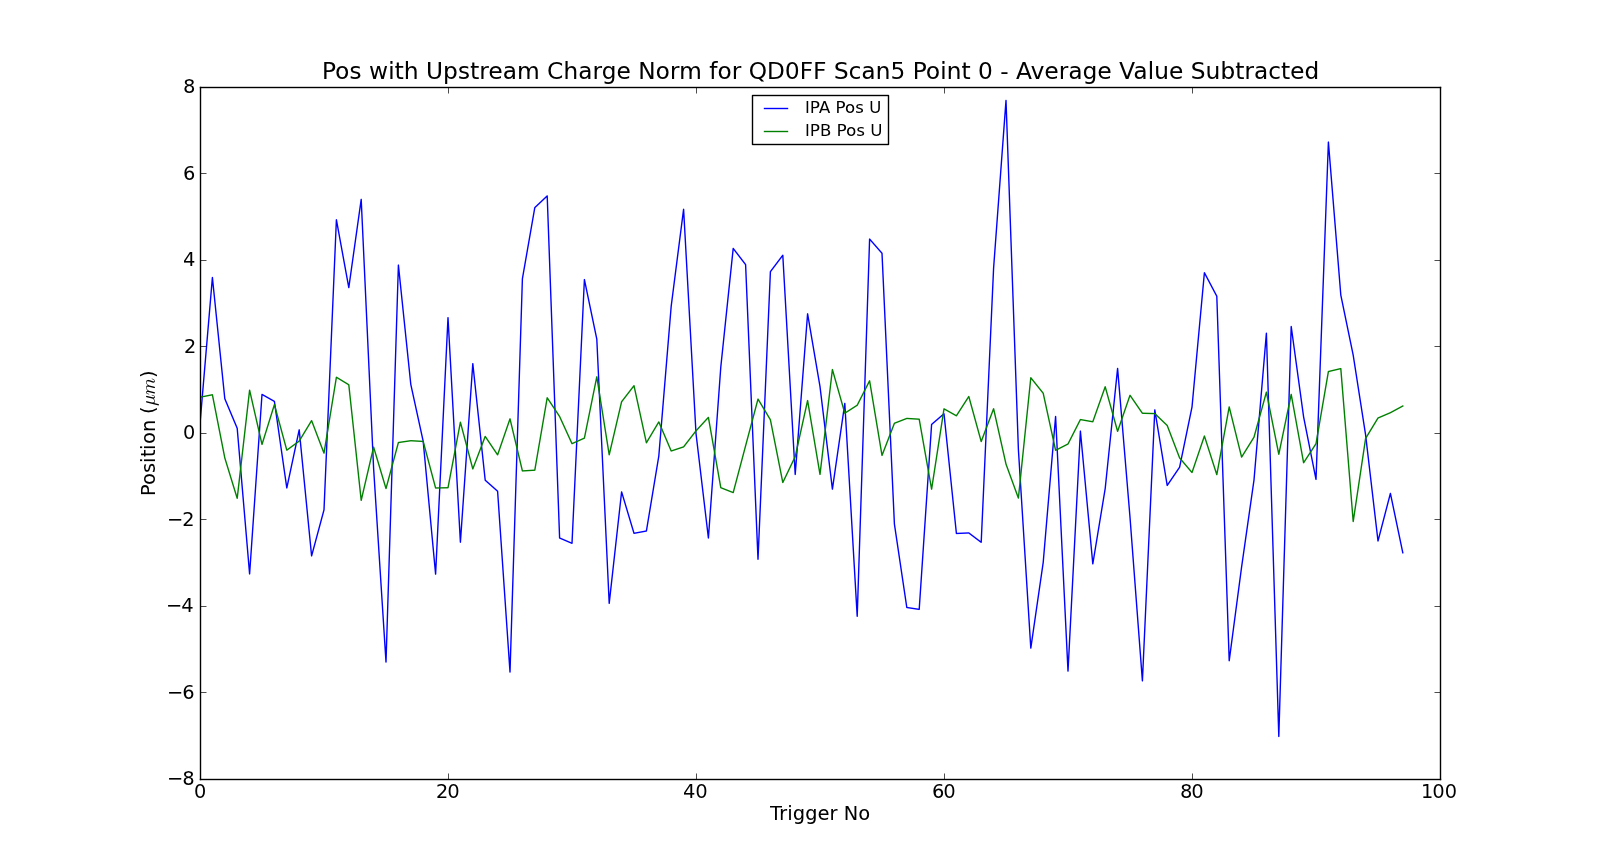 Pos with Upstream Charge Norm for QD0FF Scan5 Point 0 - Average Value Subtracted
8
IPA Pos U
IPB Pos U
6
4
2
0
−2
−4
−6
−8
Position (μm)
0 20 40 60 80 100
Trigger No